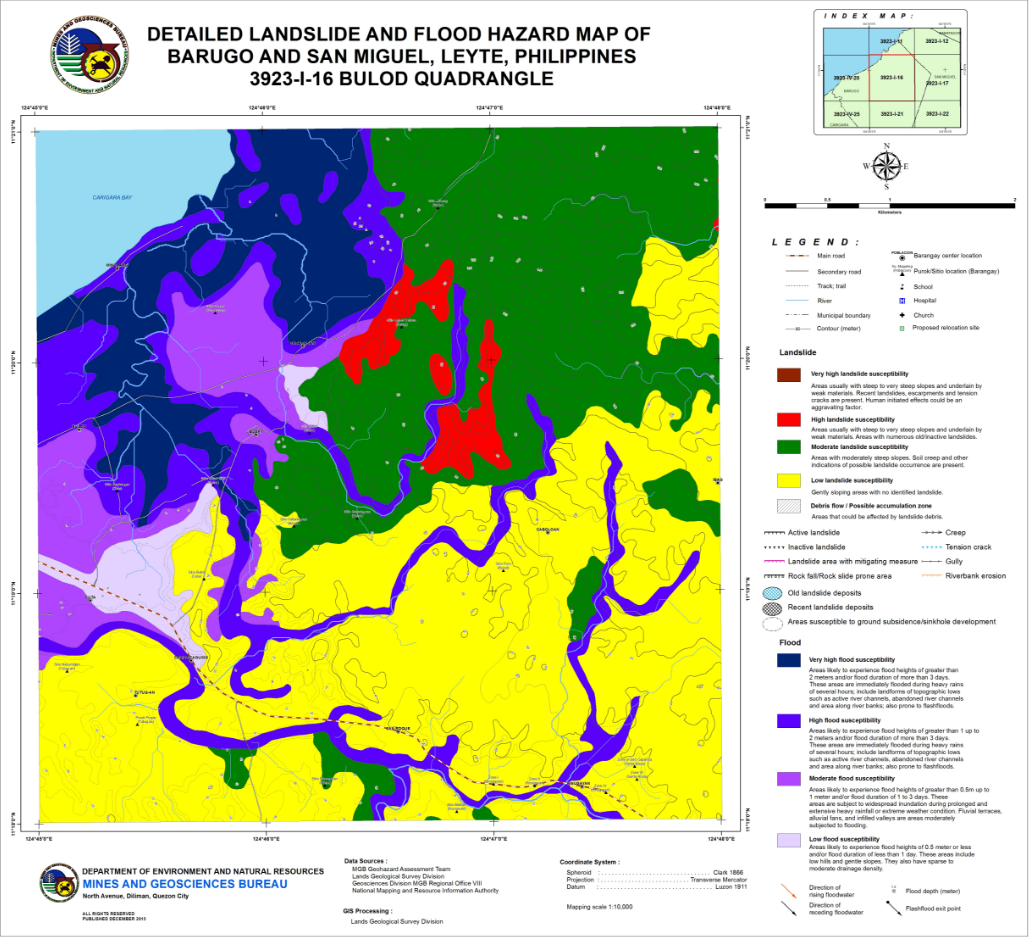 DETAILED LANDSLIDE AND FLOOD HAZARD MAP OF
BARUGO AND SAN MIGUEL, LEYTE, PHILIPPINES
3923-I-16 BULOD QUADRANGLE
MINES AND GEOSCIENCES BUREAU
INDEX MAP:
3923-I-11
3923-I-12
3923-IV-20
3923-I-16
3923-I-17
SAN MIGUEL
BARUGO
3923-IV-25
3923-I-21
3923-I-22
CARIGARA
N
W
E
S
0
0.5
1
2
Kilometers
124°45'0"E
124°46'0"E
124°47'0"E
124°48'0"E
CARIGARA BAY
CABOLOAN
TUTUG-AN
LEGEND:
Main road
Secondary road
Track; trail
River
Municipal boundary
Contour (meter)
POBLACION
Barangay center location
Purok/Sitio location (Barangay)
School
Hospital
Church
Proposed relocation site
Landslide
Very high landslide susceptibility
Areas usually with steep to very steep slopes and underlain by
weak materials. Recent landslides, escarpments and tension
cracks are present. Human initiated effects could be an
aggravating factor.
High landslide susceptibility
Areas usually with steep to very steep slopes and underlain by
weak materials. Areas with numerous old/inactive landslides.
Moderate landslide susceptibility
Areas with moderately steep slopes. Soil creep and other
indications of possible landslide occurrence are present.
Low landslide susceptibility
Gently sloping areas with no identified landslide.
Debris flow / Possible accumulation zone
Areas that could be affected by landslide debris.
Active landslide
Creep
Inactive landslide
Tension crack
Landslide area with mitigating measure
Gully
Rock fall/Rock slide prone area
Riverbank erosion
Old landslide deposits
Recent landslide deposits
Areas susceptible to ground subsidence/sinkhole development
Flood
Very high flood susceptibility
Areas likely to experience flood heights of greater than
2 meters and/or flood duration of more than 3 days.
These areas are immediately flooded during heavy rains
of several hours; include landforms of topographic lows
such as active river channels, abandoned river channels
and area along river banks; also prone to flashfloods.
High flood susceptibility
Areas likely to experience flood heights of greater than 1 up to
2 meters and/or flood duration of more than 3 days.
These areas are immediately flooded during heavy rains
of several hours; include landforms of topographic lows
such as active river channels, abandoned river channels
and area along river banks; also prone to flashfloods.
Moderate flood susceptibility
Areas likely to experience flood heights of greater than 0.5m up to
1 meter and/or flood duration of 1 to 3 days. These
areas are subject to widespread inundation during prolonged and
extensive heavy rainfall or extreme weather condition. Fluvial terraces,
alluvial fans, and infilled valleys are areas moderately
subjected to flooding.
Low flood susceptibility
Areas likely to experience flood heights of 0.5 meter or less
and/or flood duration of less than 1 day. These areas include
low hills and gentle slopes. They also have sparse to
moderate drainage density.
Direction of
rising floodwater
Flood depth (meter)
Direction of
receding floodwater
Flashflood exit point
124°45'0"E
124°46'0"E
124°47'0"E
124°48'0"E
DEPARTMENT OF ENVIRONMENT AND NATURAL RESOURCES
MINES AND GEOSCIENCES BUREAU
North Avenue, Diliman, Quezon City
ALL RIGHTS RESERVED
PUBLISHED DECEMBER 2015
Data Sources :
MGB Geohazard Assessment Team
Lands Geological Survey Division
Geosciences Division MGB Regional Office VIII
National Mapping and Resource Information Authority
GIS Processing :
Lands Geological Survey Division
Coordinate System :
Spheroid : Clark 1866
Projection : Transverse Mercator
Datum : Luzon 1911
Mapping scale 1:10,000